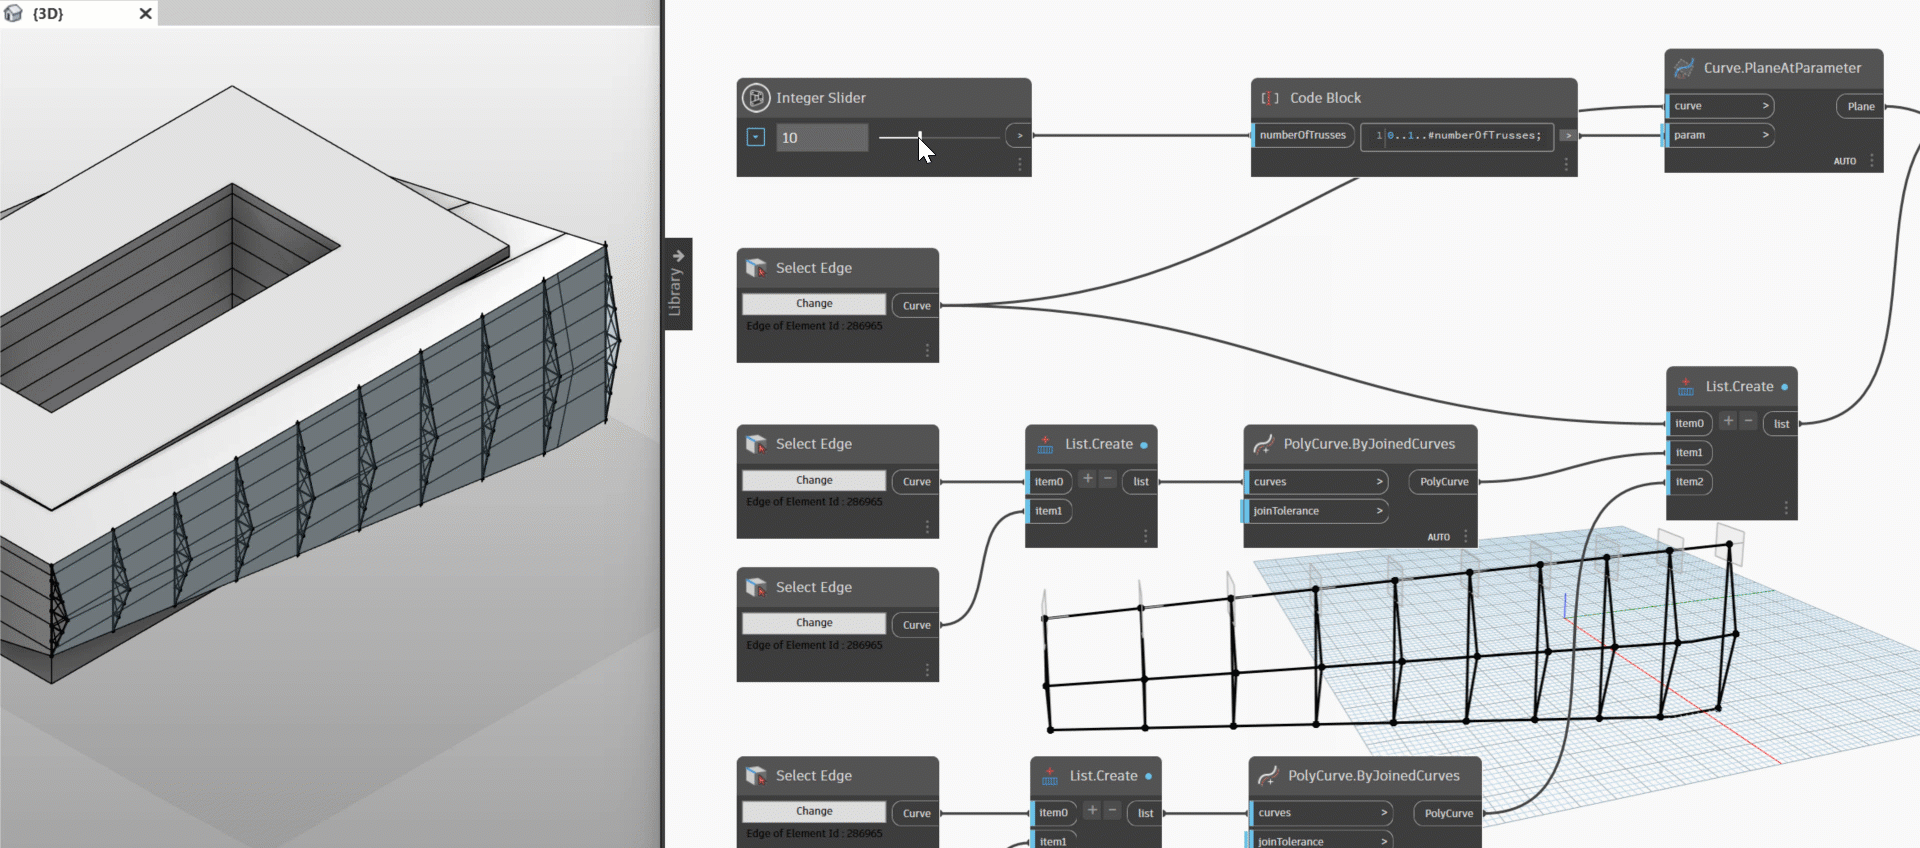 {3D}
Library
Integer Slider
10
>
Code Block
numberOfTrusses
1 0..1..#numberOfTrusses;
>
Curve.PlaneAtParameter
curve >
Plane
param >
AUTO
Select Edge
Change
Curve
Edge of Element Id : 286965
List.Create
item0 + −
list
item1
item2
Select Edge
Change
Curve
Edge of Element Id : 286965
List.Create
item0 + −
list
item1
PolyCurve.ByJoinedCurves
curves >
PolyCurve
joinTolerance >
AUTO
Select Edge
Change
Curve
Edge of Element Id : 286965
Select Edge
Change
Curve
Edge of Element Id : 286965
List.Create
item0 + −
list
item1
PolyCurve.ByJoinedCurves
curves >
PolyCurve
joinTolerance >